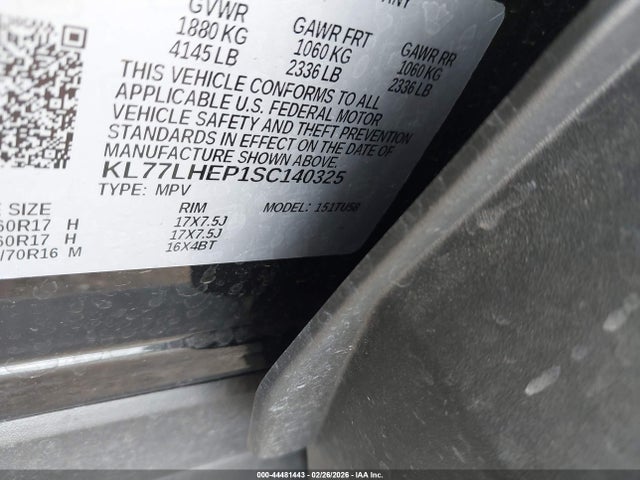 GVWR GAWR FRT GAWR RR
1880 KG 1060 KG 1060 KG
4145 LB 2336 LB 2336 LB
THIS VEHICLE CONFORMS TO ALL
APPLICABLE U.S. FEDERAL MOTOR
VEHICLE SAFETY AND THEFT PREVENTION
STANDARDS IN EFFECT ON THE DATE OF
MANUFACTURE SHOWN ABOVE.
KL77LHEP1SC140325
TYPE: MPV MODEL: 151TU58
E SIZE RIM
60R17 H 17X7.5J
60R17 H 17X7.5J
/70R16 M 16X4BT
000-44481443 | 02/26/2026 | IAA Inc.